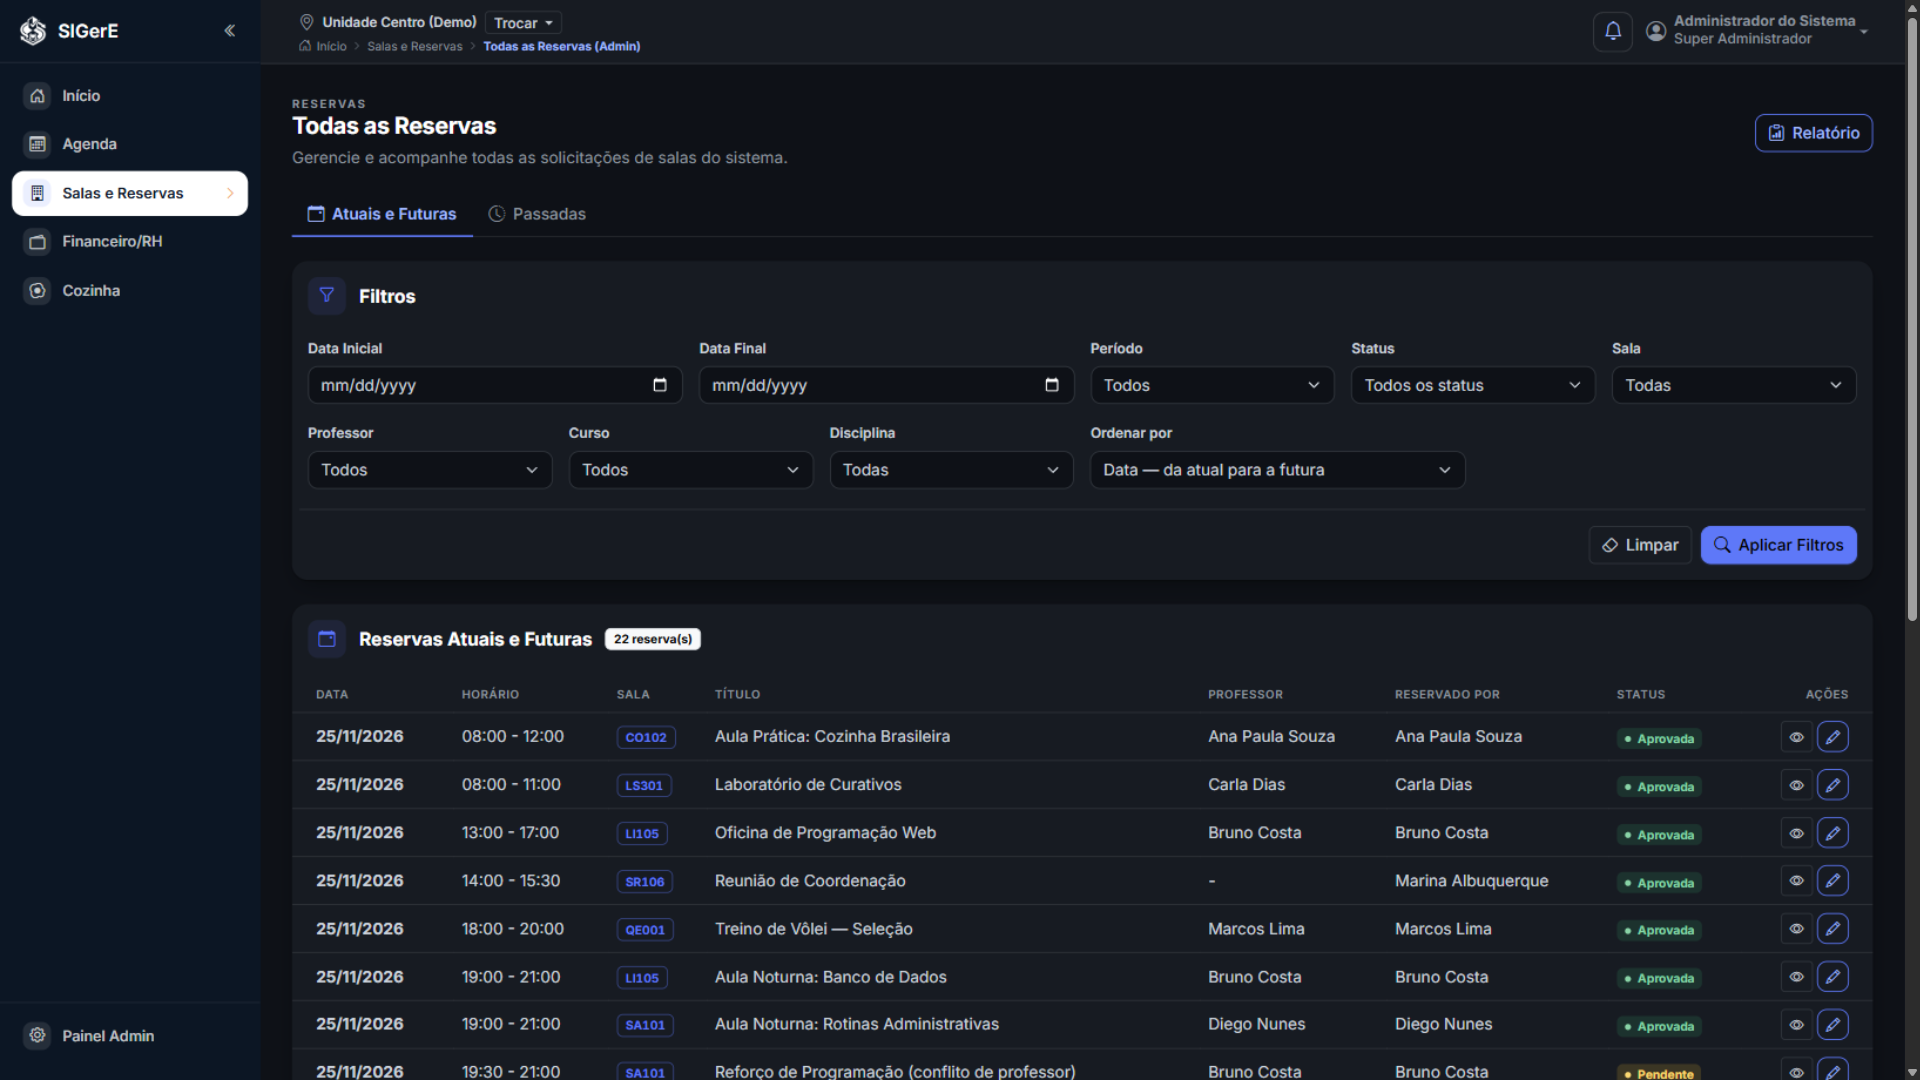 SIGerE
Unidade Centro (Demo)
Trocar
Início > Salas e Reservas > Todas as Reservas (Admin)
Administrador do Sistema
Super Administrador
Início
Agenda
Salas e Reservas
Financeiro/RH
Cozinha
Painel Admin
RESERVAS
Todas as Reservas
Gerencie e acompanhe todas as solicitações de salas do sistema.
Relatório
Atuais e Futuras
Passadas
Filtros
Data Inicial Data Final Período Status Sala
mm/dd/yyyy mm/dd/yyyy Todos Todos os status Todas
Professor Curso Disciplina Ordenar por
Todos Todos Todas Data — da atual para a futura
Limpar Aplicar Filtros
Reservas Atuais e Futuras 22 reserva(s)
DATA HORÁRIO SALA TÍTULO PROFESSOR RESERVADO POR STATUS AÇÕES
25/11/2026 08:00 - 12:00 CO102 Aula Prática: Cozinha Brasileira Ana Paula Souza Ana Paula Souza Aprovada
25/11/2026 08:00 - 11:00 LS301 Laboratório de Curativos Carla Dias Carla Dias Aprovada
25/11/2026 13:00 - 17:00 LI105 Oficina de Programação Web Bruno Costa Bruno Costa Aprovada
25/11/2026 14:00 - 15:30 SR106 Reunião de Coordenação - Marina Albuquerque Aprovada
25/11/2026 18:00 - 20:00 QE001 Treino de Vôlei — Seleção Marcos Lima Marcos Lima Aprovada
25/11/2026 19:00 - 21:00 LI105 Aula Noturna: Banco de Dados Bruno Costa Bruno Costa Aprovada
25/11/2026 19:00 - 21:00 SA101 Aula Noturna: Rotinas Administrativas Diego Nunes Diego Nunes Aprovada
25/11/2026 19:30 - 21:00 SA101 Reforço de Programação (conflito de professor) Bruno Costa Bruno Costa Pendente